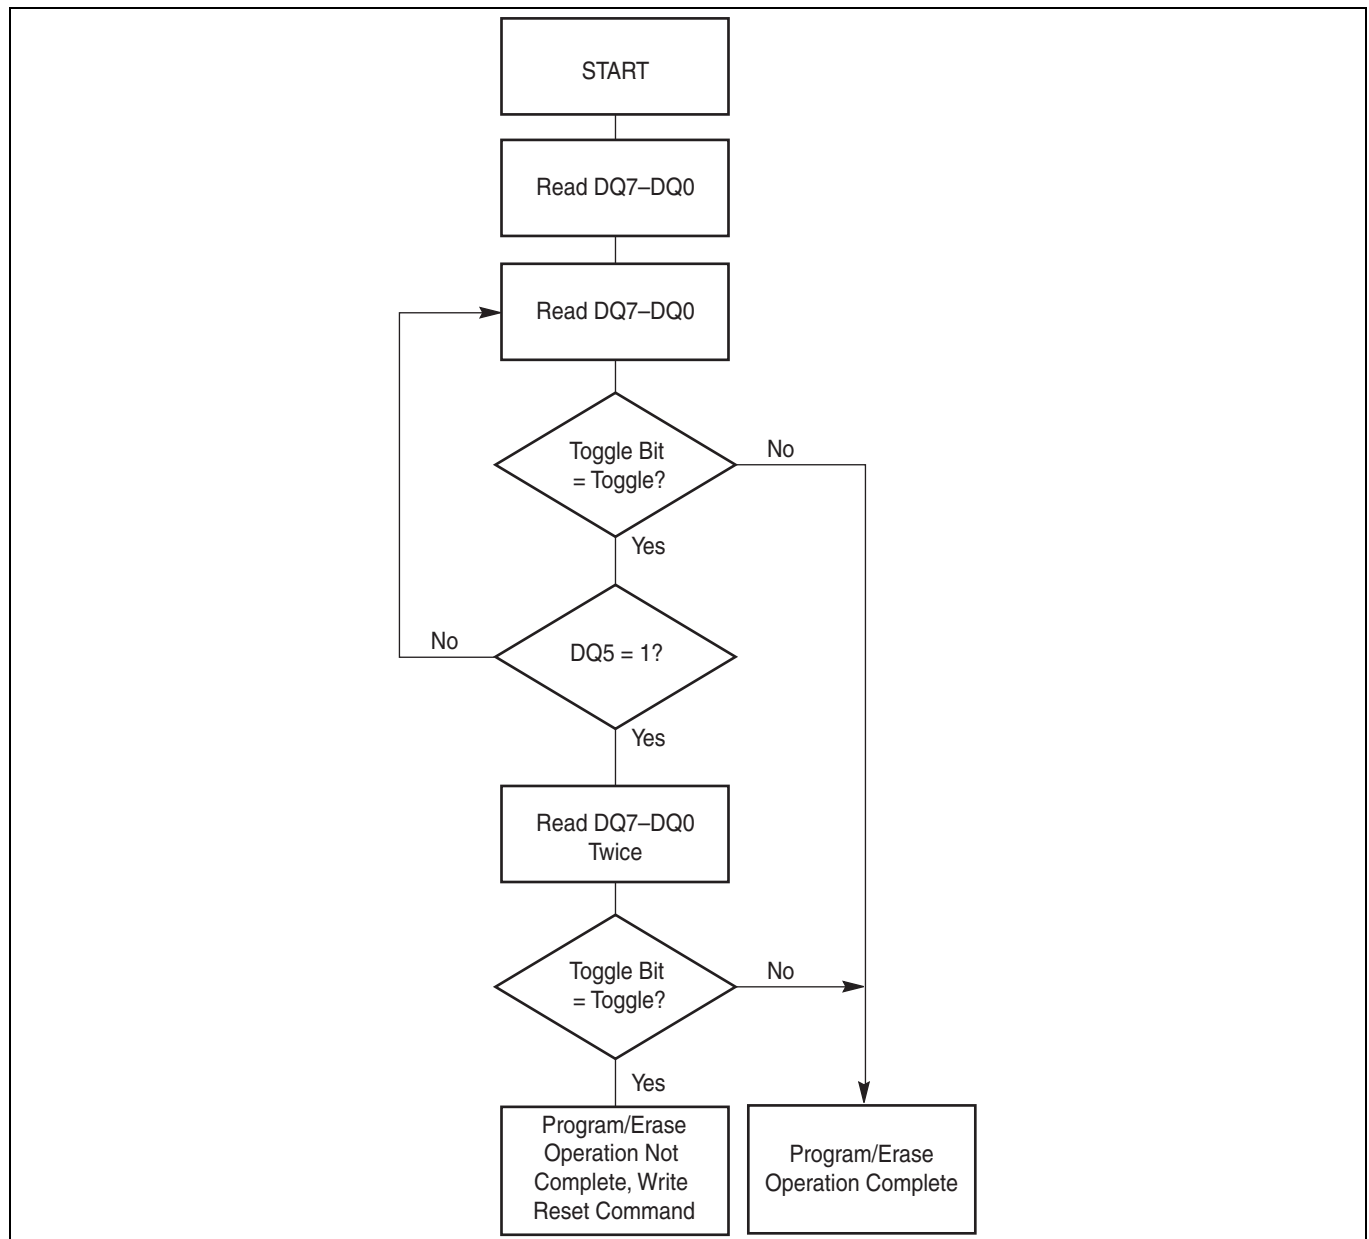 START
Read DQ7–DQ0
Read DQ7–DQ0
Toggle Bit
= Toggle?
No
Yes
DQ5 = 1?
No
Yes
Read DQ7–DQ0
Twice
Toggle Bit
= Toggle?
No
Yes
Program/Erase
Operation Not
Complete, Write
Reset Command
Program/Erase
Operation Complete